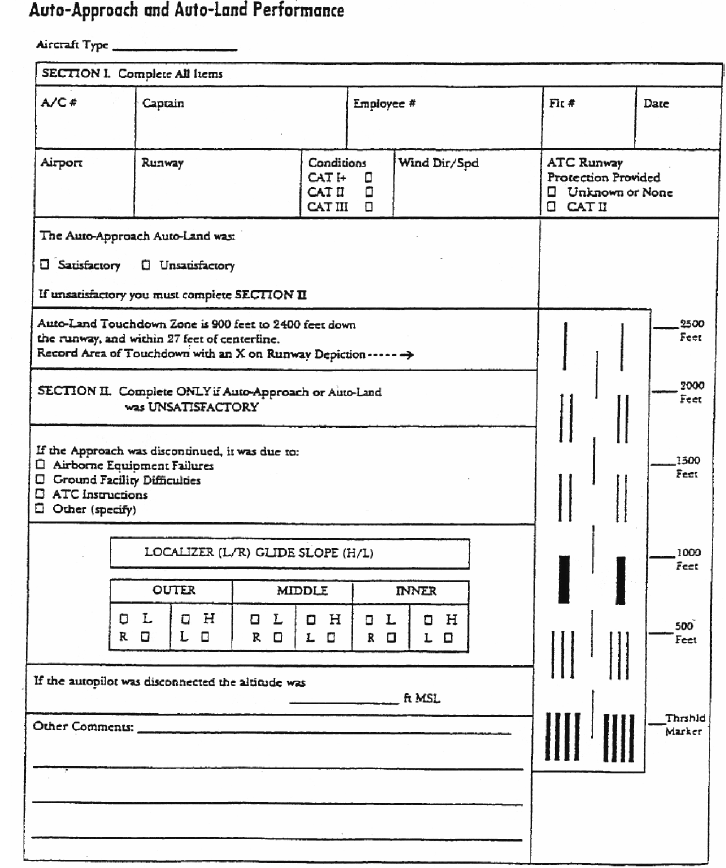 Auto-Approach and Auto-Land Performance
Aircraft Type
SECTION I. Complete All Items
A/C #
Captain
Employee #
Flt #
Date
Airport
Runway
Conditions
CAT I+ ☐
CAT II ☐
CAT III ☐
Wind Dir/Spd
ATC Runway
Protection Provided
☐ Unknown or None
☐ CAT II
The Auto-Approach Auto-Land was:
☐ Satisfactory ☐ Unsatisfactory
If unsatisfactory you must complete SECTION II
Auto-Land Touchdown Zone is 900 feet to 2400 feet down
the runway, and within 27 feet of centerline.
Record Area of Touchdown with an X on Runway Depiction -----→
SECTION II. Complete ONLY if Auto-Approach or Auto-Land
was UNSATISFACTORY
If the Approach was discontinued, it was due to:
☐ Airborne Equipment Failures
☐ Ground Facility Difficulties
☐ ATC Instructions
☐ Other (specify)
LOCALIZER (L/R) GLIDE SLOPE (H/L)
OUTER MIDDLE INNER
☐ L ☐ H ☐ L ☐ H ☐ L ☐ H
R ☐ L ☐ R ☐ L ☐ R ☐ L ☐
If the autopilot was disconnected the altitude was
ft MSL
Other Comments:
2500
Feet
2000
Feet
1500
Feet
1000
Feet
500
Feet
Thrshld
Marker